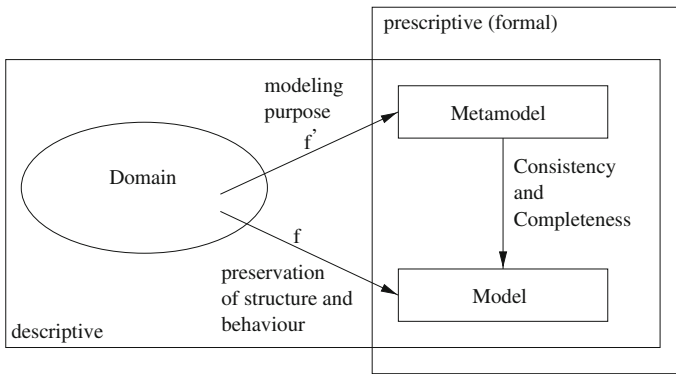 prescriptive (formal)
modeling
purpose
f’
Metamodel
Domain
Consistency
and
Completeness
f
preservation
of structure and
behaviour
Model
descriptive